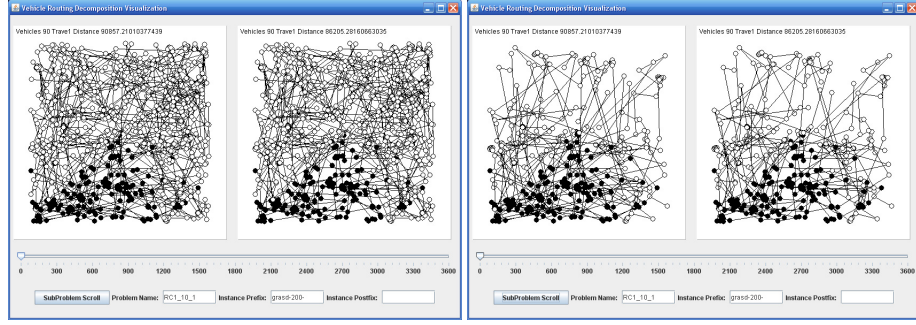 Vehicle Routing Decomposition Visualization
Vehicles 90 Travel Distance 90857.21010377439
Vehicles 90 Travel Distance 86205.28160663035
0 300 600 900 1200 1500 1800 2100 2400 2700 3000 3300 3600
SubProblem Scroll Problem Name: RC1_10_1 Instance Prefix: grasd-200- Instance Postfix:
Vehicle Routing Decomposition Visualization
Vehicles 90 Travel Distance 90857.21010377439
Vehicles 90 Travel Distance 86205.28160663035
0 300 600 900 1200 1500 1800 2100 2400 2700 3000 3300 3600
SubProblem Scroll Problem Name: RC1_10_1 Instance Prefix: grasd-200- Instance Postfix: